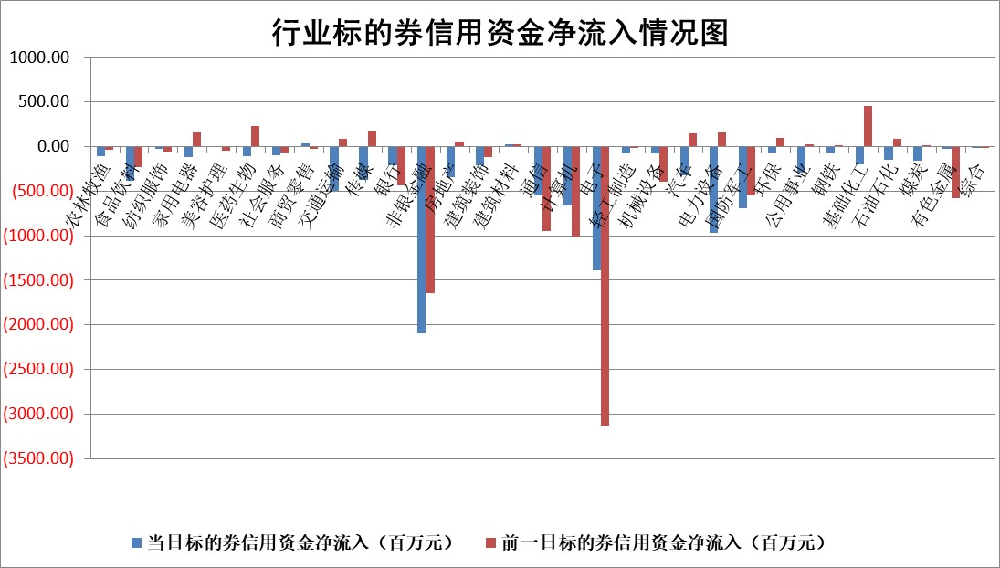 行业标的券信用资金净流入情况图
1000.00
500.00
0.00
(500.00)
(1000.00)
(1500.00)
(2000.00)
(2500.00)
(3000.00)
(3500.00)
农林牧渔
食品饮料
纺织服饰
家用电器
美容护理
医药生物
社会服务
商贸零售
交通运输
传媒
银行
非银金融
房地产
建筑装饰
建筑材料
通信
计算机
电子
轻工制造
机械设备
汽车
电力设备
国防军工
环保
公用事业
钢铁
基础化工
石油石化
煤炭
有色金属
综合
当日标的券信用资金净流入（百万元）
前一日标的券信用资金净流入（百万元）